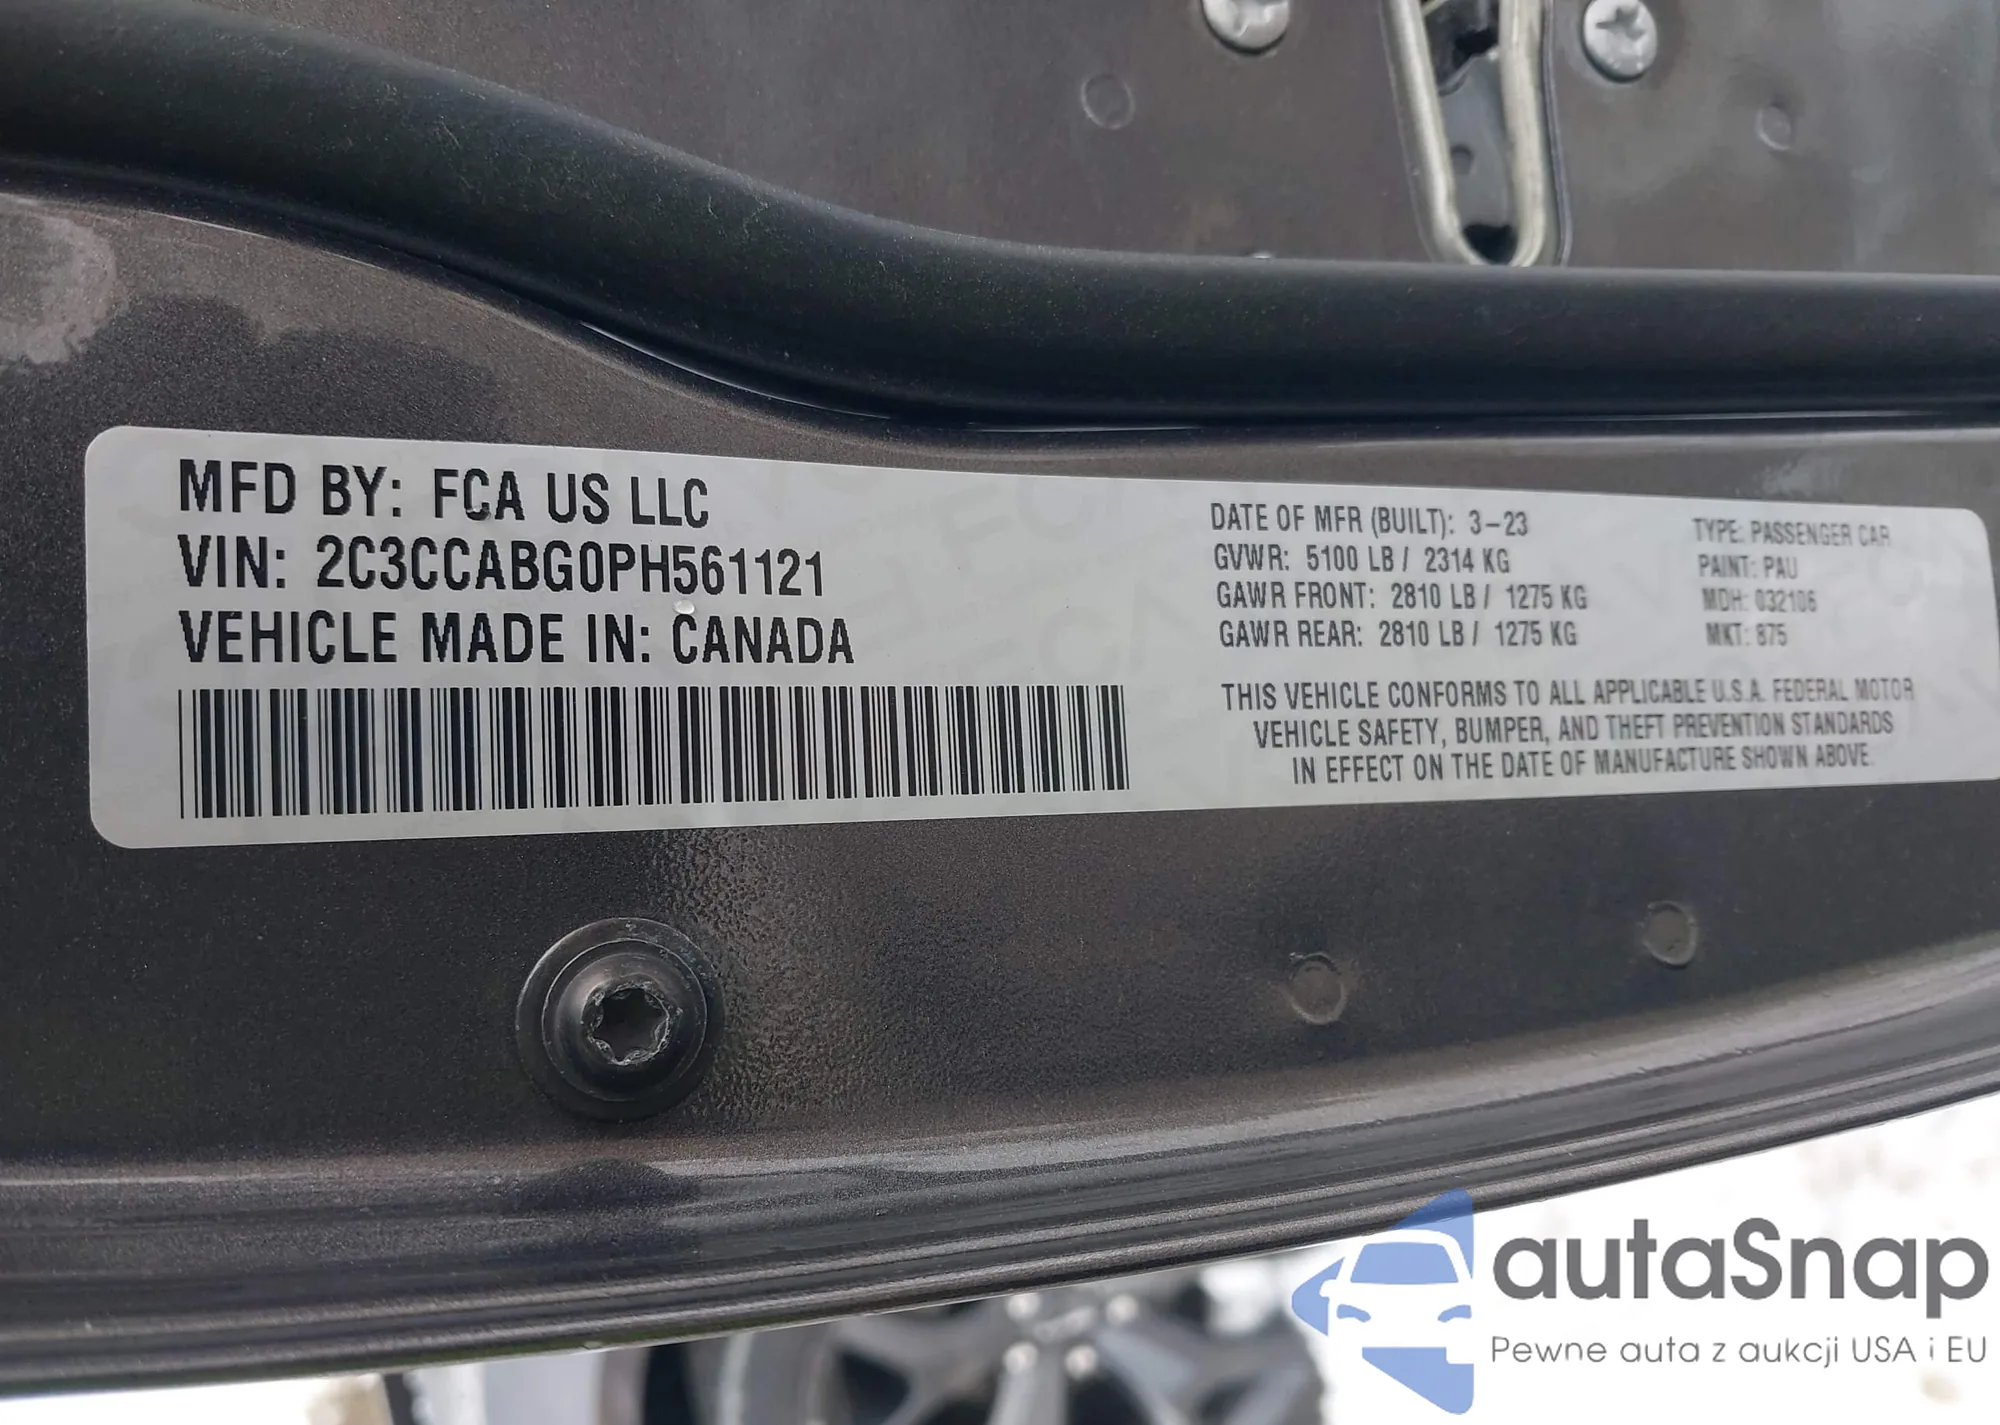 MFD BY: FCA US LLC
VIN: 2C3CCABG0PH561121
VEHICLE MADE IN: CANADA
DATE OF MFR (BUILT): 3-23
GVWR: 5100 LB / 2314 KG
GAWR FRONT: 2810 LB / 1275 KG
GAWR REAR: 2810 LB / 1275 KG
TYPE: PASSENGER CAR
PAINT: PAU
MDH: 032106
MKT: 875
THIS VEHICLE CONFORMS TO ALL APPLICABLE U.S.A. FEDERAL MOTOR
VEHICLE SAFETY, BUMPER, AND THEFT PREVENTION STANDARDS
IN EFFECT ON THE DATE OF MANUFACTURE SHOWN ABOVE.
autaSnap
Pewne auta z aukcji USA i EU